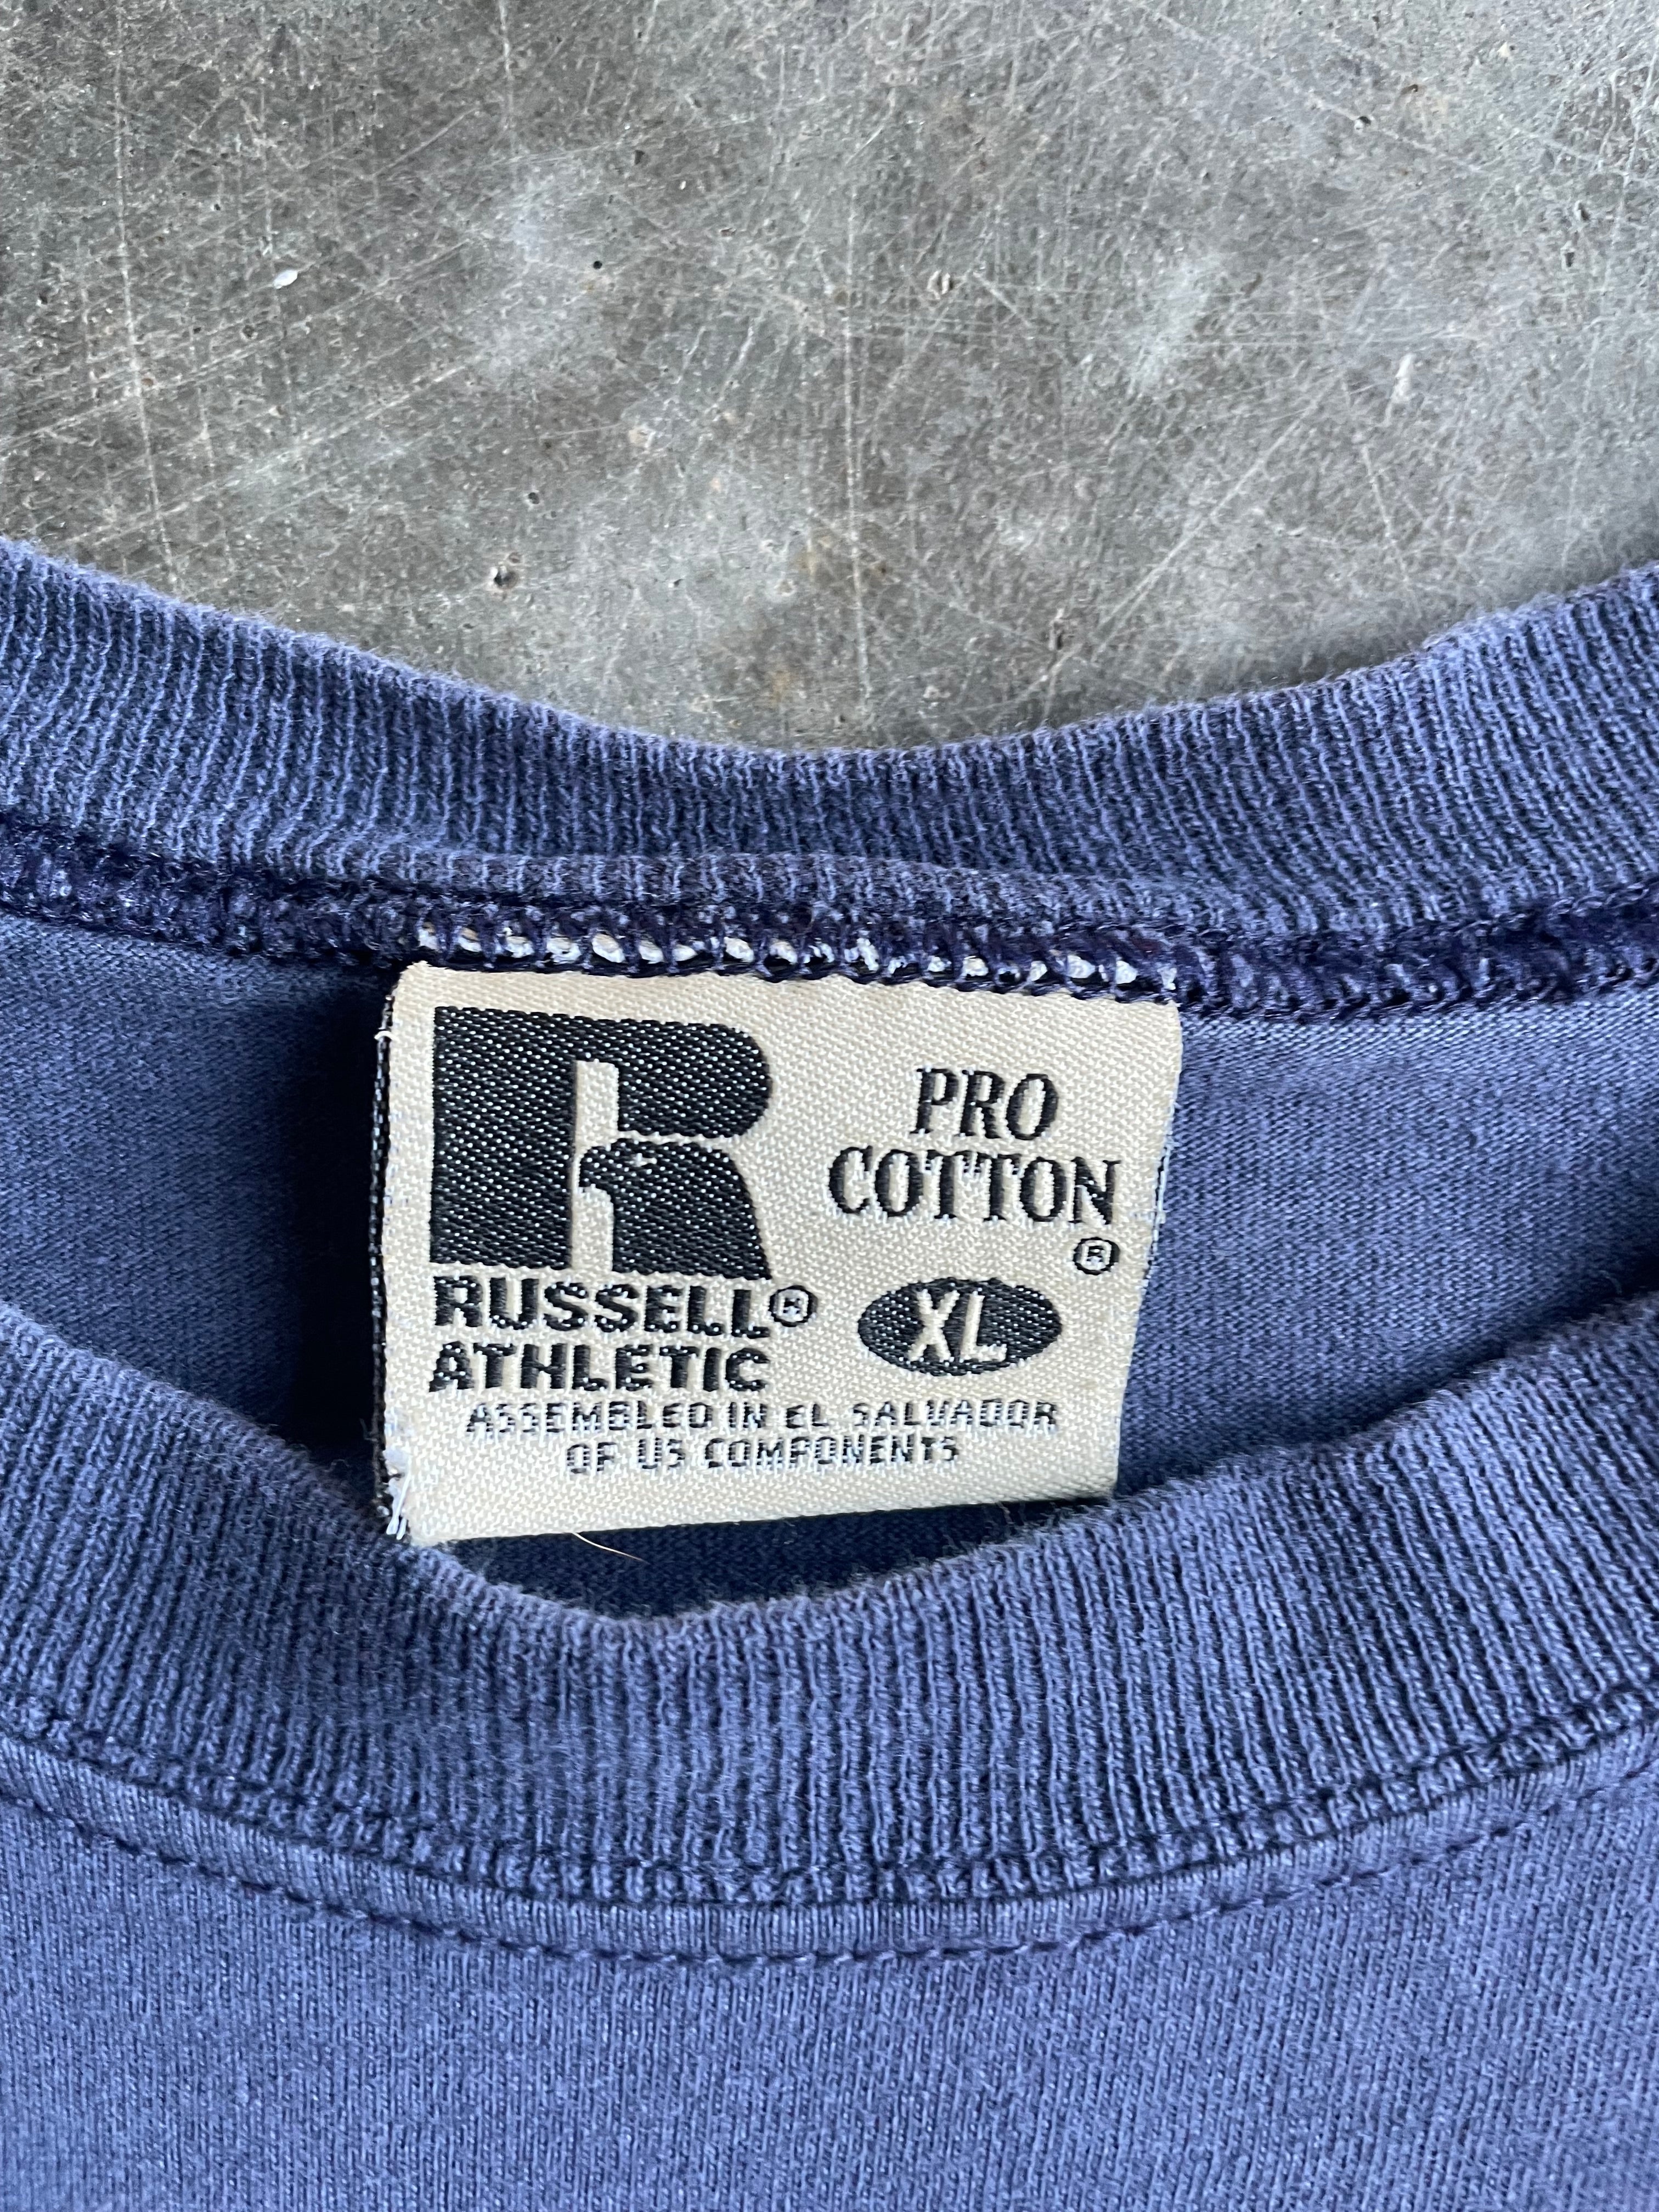 R
PRO
COTTON
®
RUSSELL®
ATHLETIC
XL
ASSEMBLED IN EL SALVADOR
OF US COMPONENTS